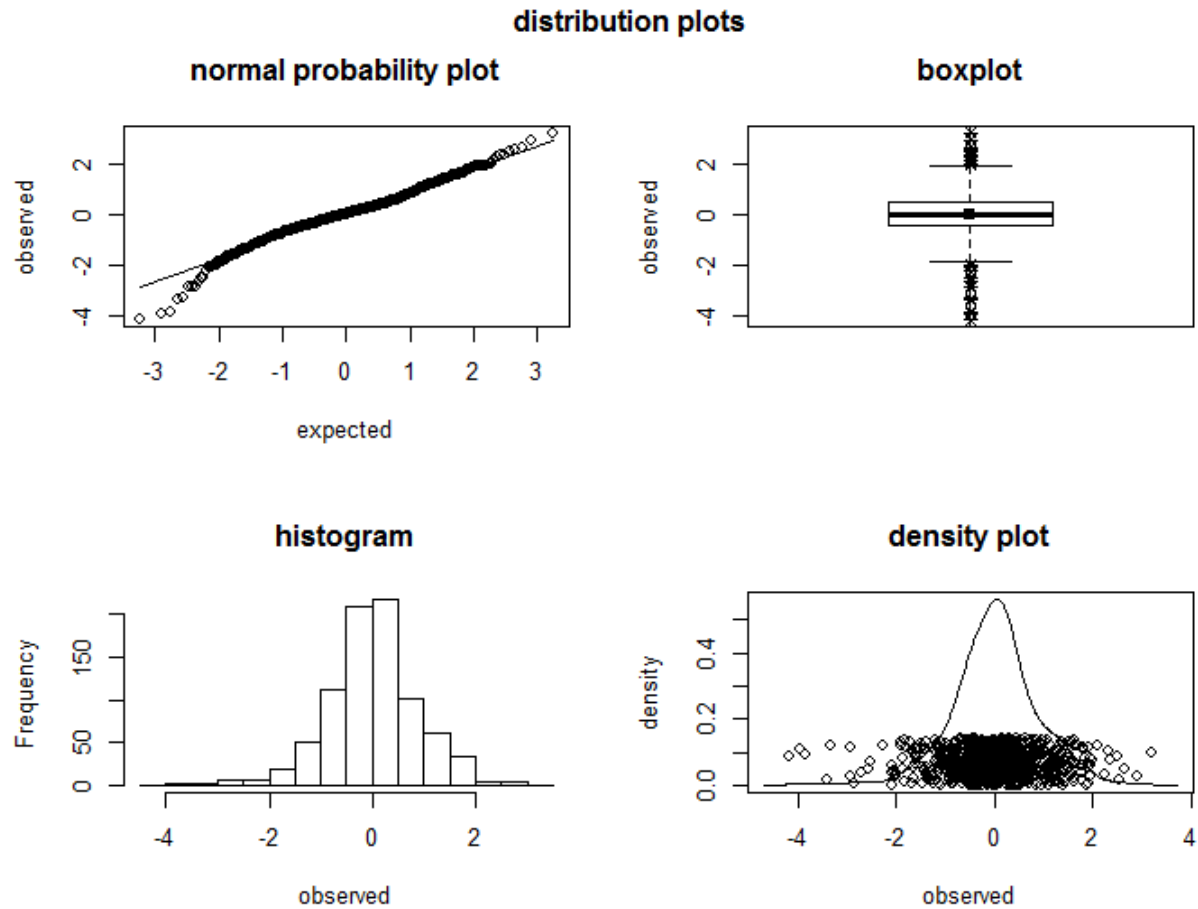 distribution plots
normal probability plot
observed
2
0
-2
-4
-3 -2 -1 0 1 2 3
expected
boxplot
observed
2
0
-2
-4
histogram
Frequency
150
50
0
-4 -2 0 2
observed
density plot
density
0.4
0.2
0.0
-4 -2 0 2 4
observed